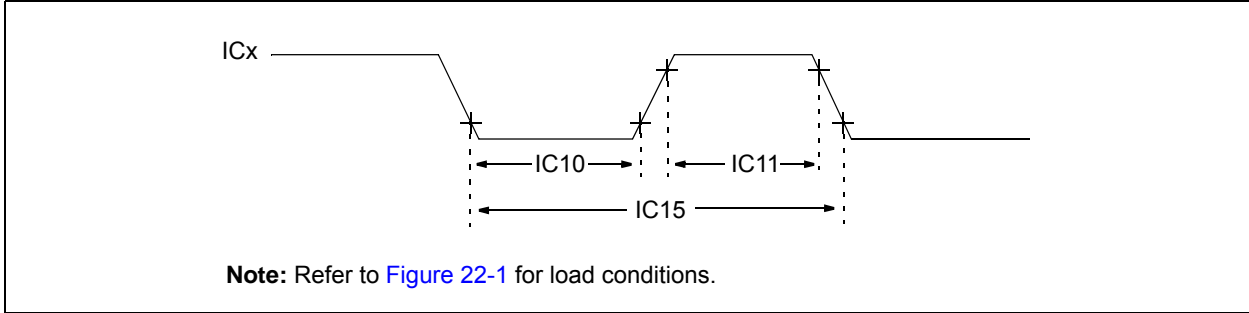 ICx
IC10
IC11
IC15
Note: Refer to Figure 22-1 for load conditions.